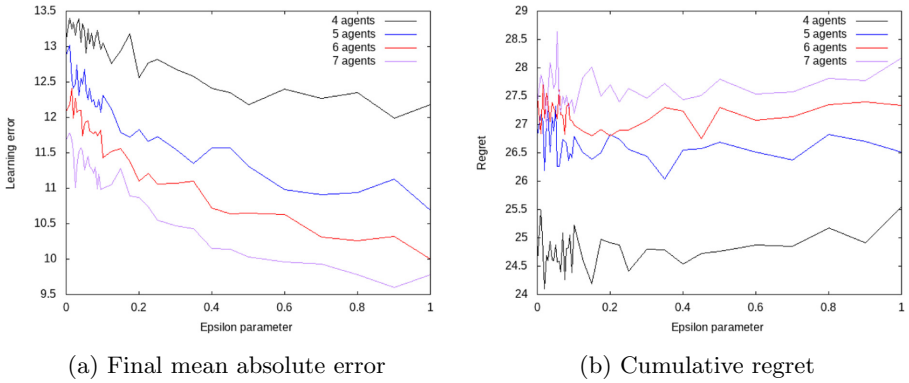 13.5
13
12.5
12
11.5
11
10.5
10
9.5
Learning error
4 agents
5 agents
6 agents
7 agents
0
0.2
0.4
0.6
0.8
1
Epsilon parameter
(a) Final mean absolute error
29
28.5
28
27.5
27
26.5
26
25.5
25
24.5
24
Regret
4 agents
5 agents
6 agents
7 agents
0
0.2
0.4
0.6
0.8
1
Epsilon parameter
(b) Cumulative regret